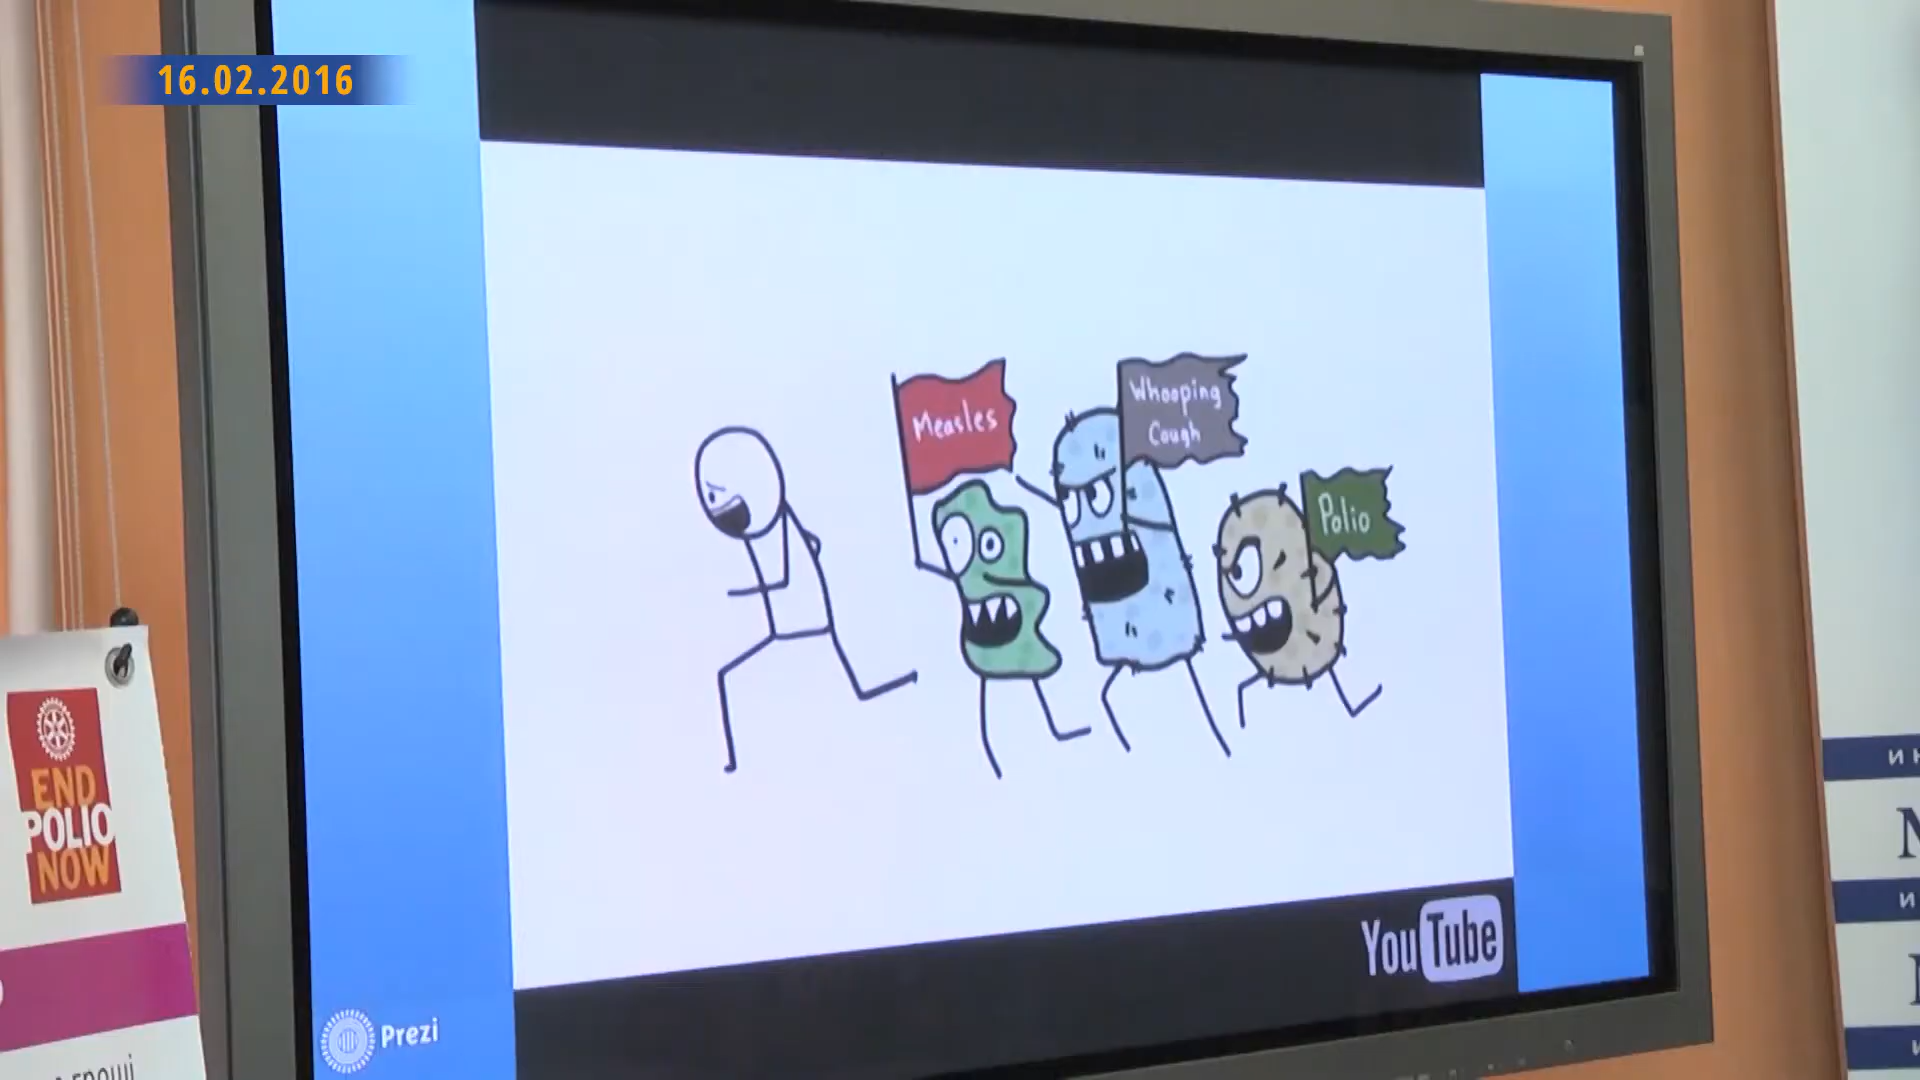 16.02.2016
Measles
Whooping
Cough
Polio
END
POLIO
NOW
YouTube
Prezi